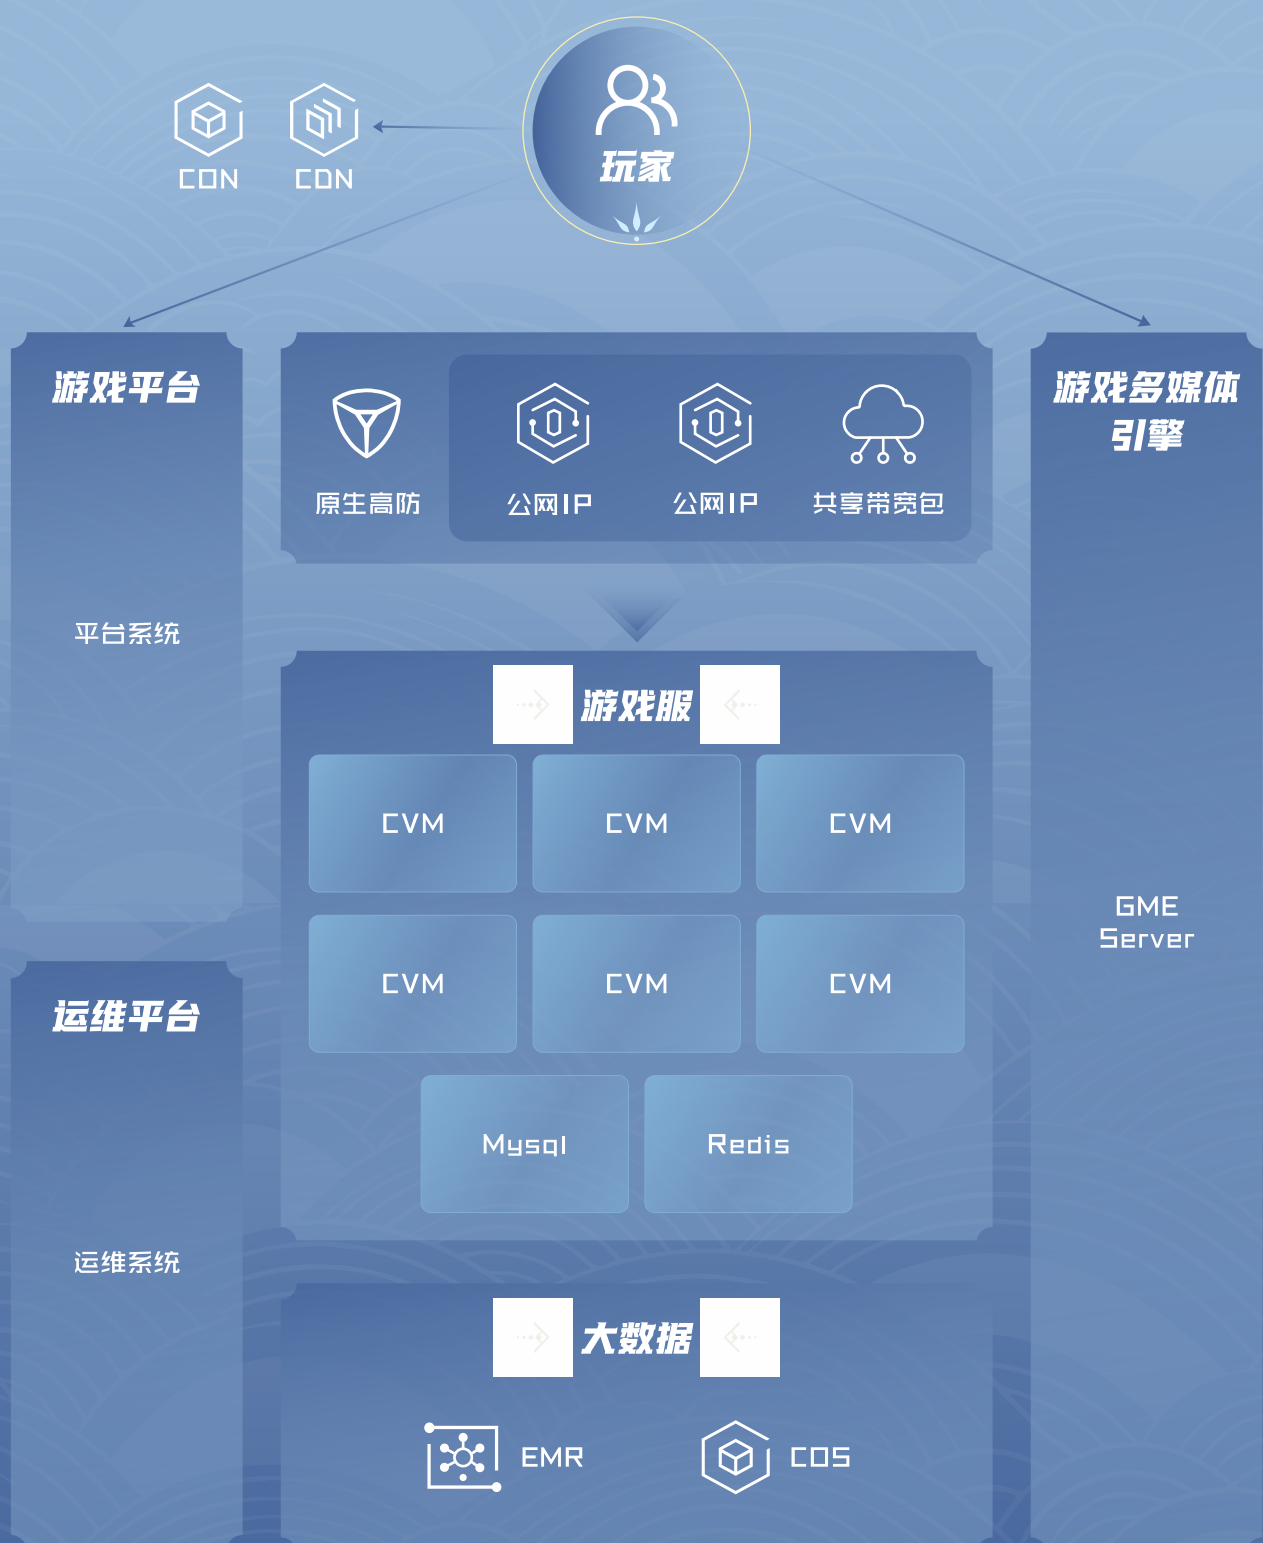 玩家
CON
CDN
游戏平台
平台系统
原生高防
公网IP
公网IP
共享带宽包
游戏多媒体
引擎
GME
Server
游戏服
CVM
CVM
CVM
CVM
CVM
CVM
Mysql
Redis
运维平台
运维系统
大数据
EMR
COS